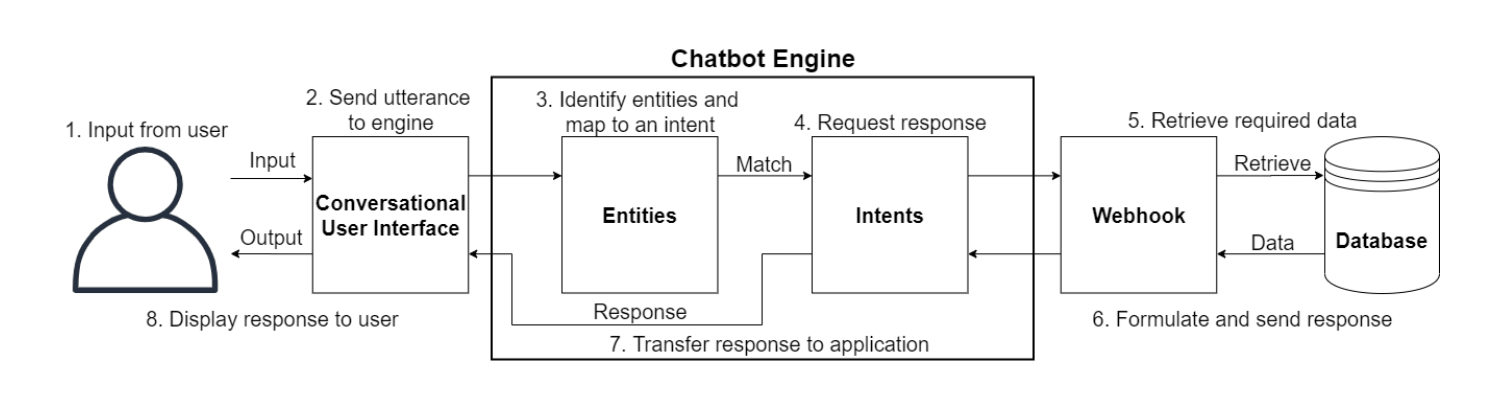 Chatbot Engine
1. Input from user
2. Send utterance
to engine
3. Identify entities and
map to an intent
4. Request response
5. Retrieve required data
Input
Match
Retrieve
Conversational
User Interface
Entities
Intents
Webhook
Database
Output
Data
Response
8. Display response to user
7. Transfer response to application
6. Formulate and send response